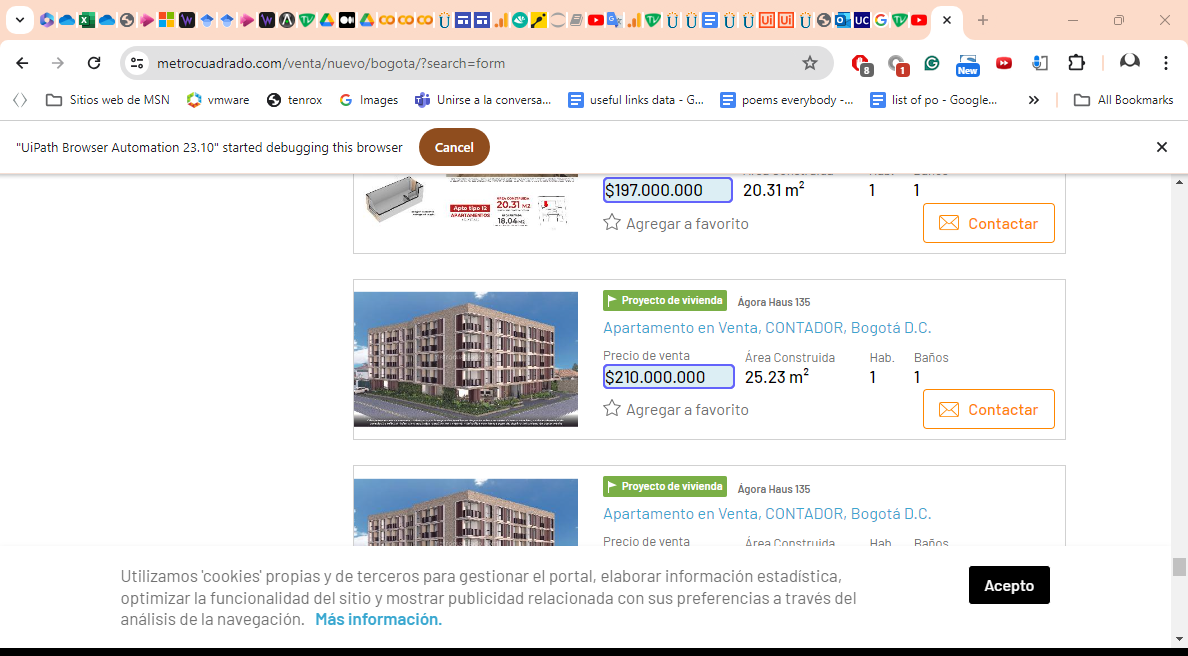 metrocuadrado.com/venta/nuevo/bogota/?search=form
8
1
New
Sitios web de MSN
vmware
tenrox
Images
Unirse a la conversa...
useful links data - G...
poems everybody -...
list of po - Google...
All Bookmarks
"UiPath Browser Automation 23.10" started debugging this browser
Cancel
$197.000.000
20.31 m²
1
1
Apto tipo 12
APARTAMENTOS
20.31 M2
18.04 M2
Agregar a favorito
Contactar
Proyecto de vivienda
Ágora Haus 135
Apartamento en Venta, CONTADOR, Bogotá D.C.
Precio de venta
Área Construida
Hab.
Baños
$210.000.000
25.23 m²
1
1
Agregar a favorito
Contactar
Proyecto de vivienda
Ágora Haus 135
Apartamento en Venta, CONTADOR, Bogotá D.C.
Precio de venta
Área Construida
Hab.
Baños
Utilizamos 'cookies' propias y de terceros para gestionar el portal, elaborar información estadística,
optimizar la funcionalidad del sitio y mostrar publicidad relacionada con sus preferencias a través del
análisis de la navegación. Más información.
Acepto